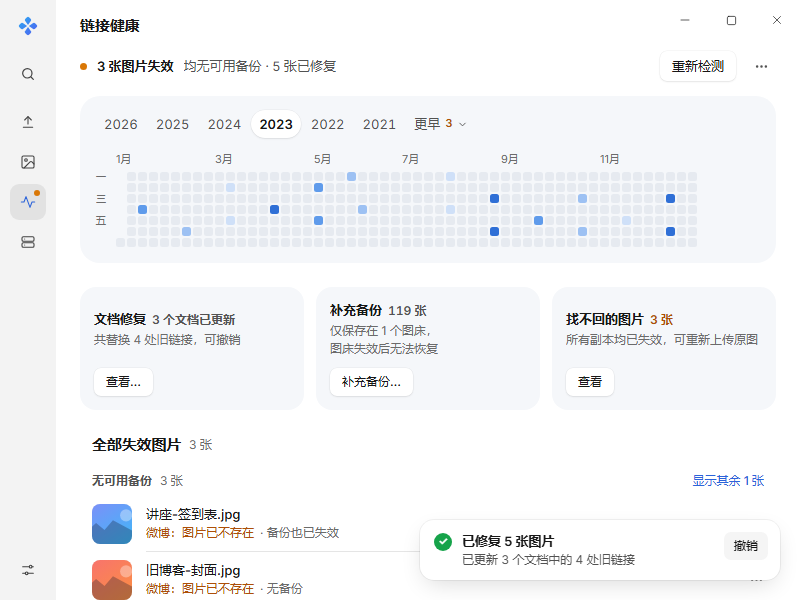 链接健康
3 张图片失效 均无可用备份 · 5 张已修复
重新检测
2026 2025 2024 2023 2022 2021 更早 3
1月 3月 5月 7月 9月 11月
一
三
五
文档修复 3 个文档已更新
共替换 4 处旧链接，可撤销
查看...
补充备份 119 张
仅保存在 1 个图床，
图床失效后无法恢复
补充备份...
找不回的图片 3 张
所有副本均已失效，可重新上传原图
查看
全部失效图片 3 张
无可用备份 3 张
显示其余 1 张
讲座-签到表.jpg
微博：图片已不存在 · 备份也已失效
旧博客-封面.jpg
微博：图片已不存在 · 无备份
已修复 5 张图片
已更新 3 个文档中的 4 处旧链接
撤销